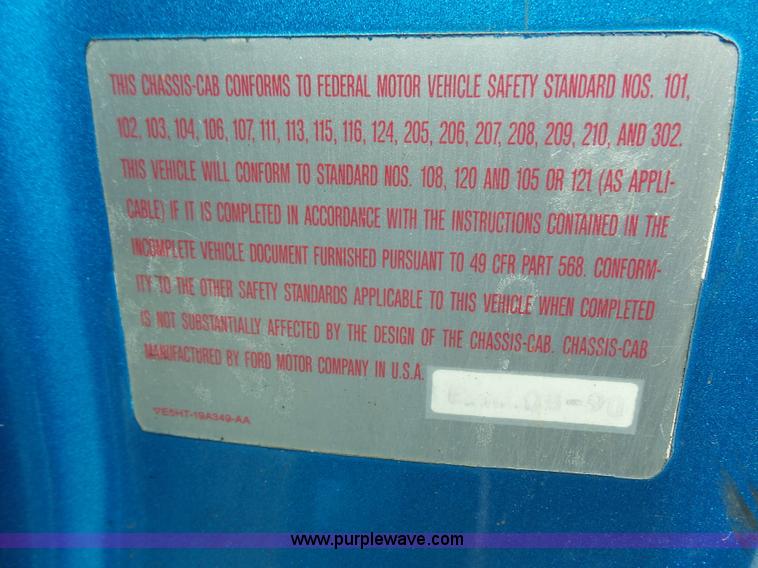 THIS CHASSIS-CAB CONFORMS TO FEDERAL MOTOR VEHICLE SAFETY STANDARD NOS. 101,
102, 103, 104, 106, 107, 111, 113, 115, 116, 124, 205, 206, 207, 208, 209, 210, AND 302.
THIS VEHICLE WILL CONFORM TO STANDARD NOS. 108, 120 AND 105 OR 121 (AS APPLI-
CABLE) IF IT IS COMPLETED IN ACCORDANCE WITH THE INSTRUCTIONS CONTAINED IN THE
INCOMPLETE VEHICLE DOCUMENT FURNISHED PURSUANT TO 49 CFR PART 568. CONFORM-
ITY TO THE OTHER SAFETY STANDARDS APPLICABLE TO THIS VEHICLE WHEN COMPLETED
IS NOT SUBSTANTIALLY AFFECTED BY THE DESIGN OF THE CHASSIS-CAB. CHASSIS-CAB
MANUFACTURED BY FORD MOTOR COMPANY IN U.S.A.
E5HT-19A349-AA
www.purplewave.com